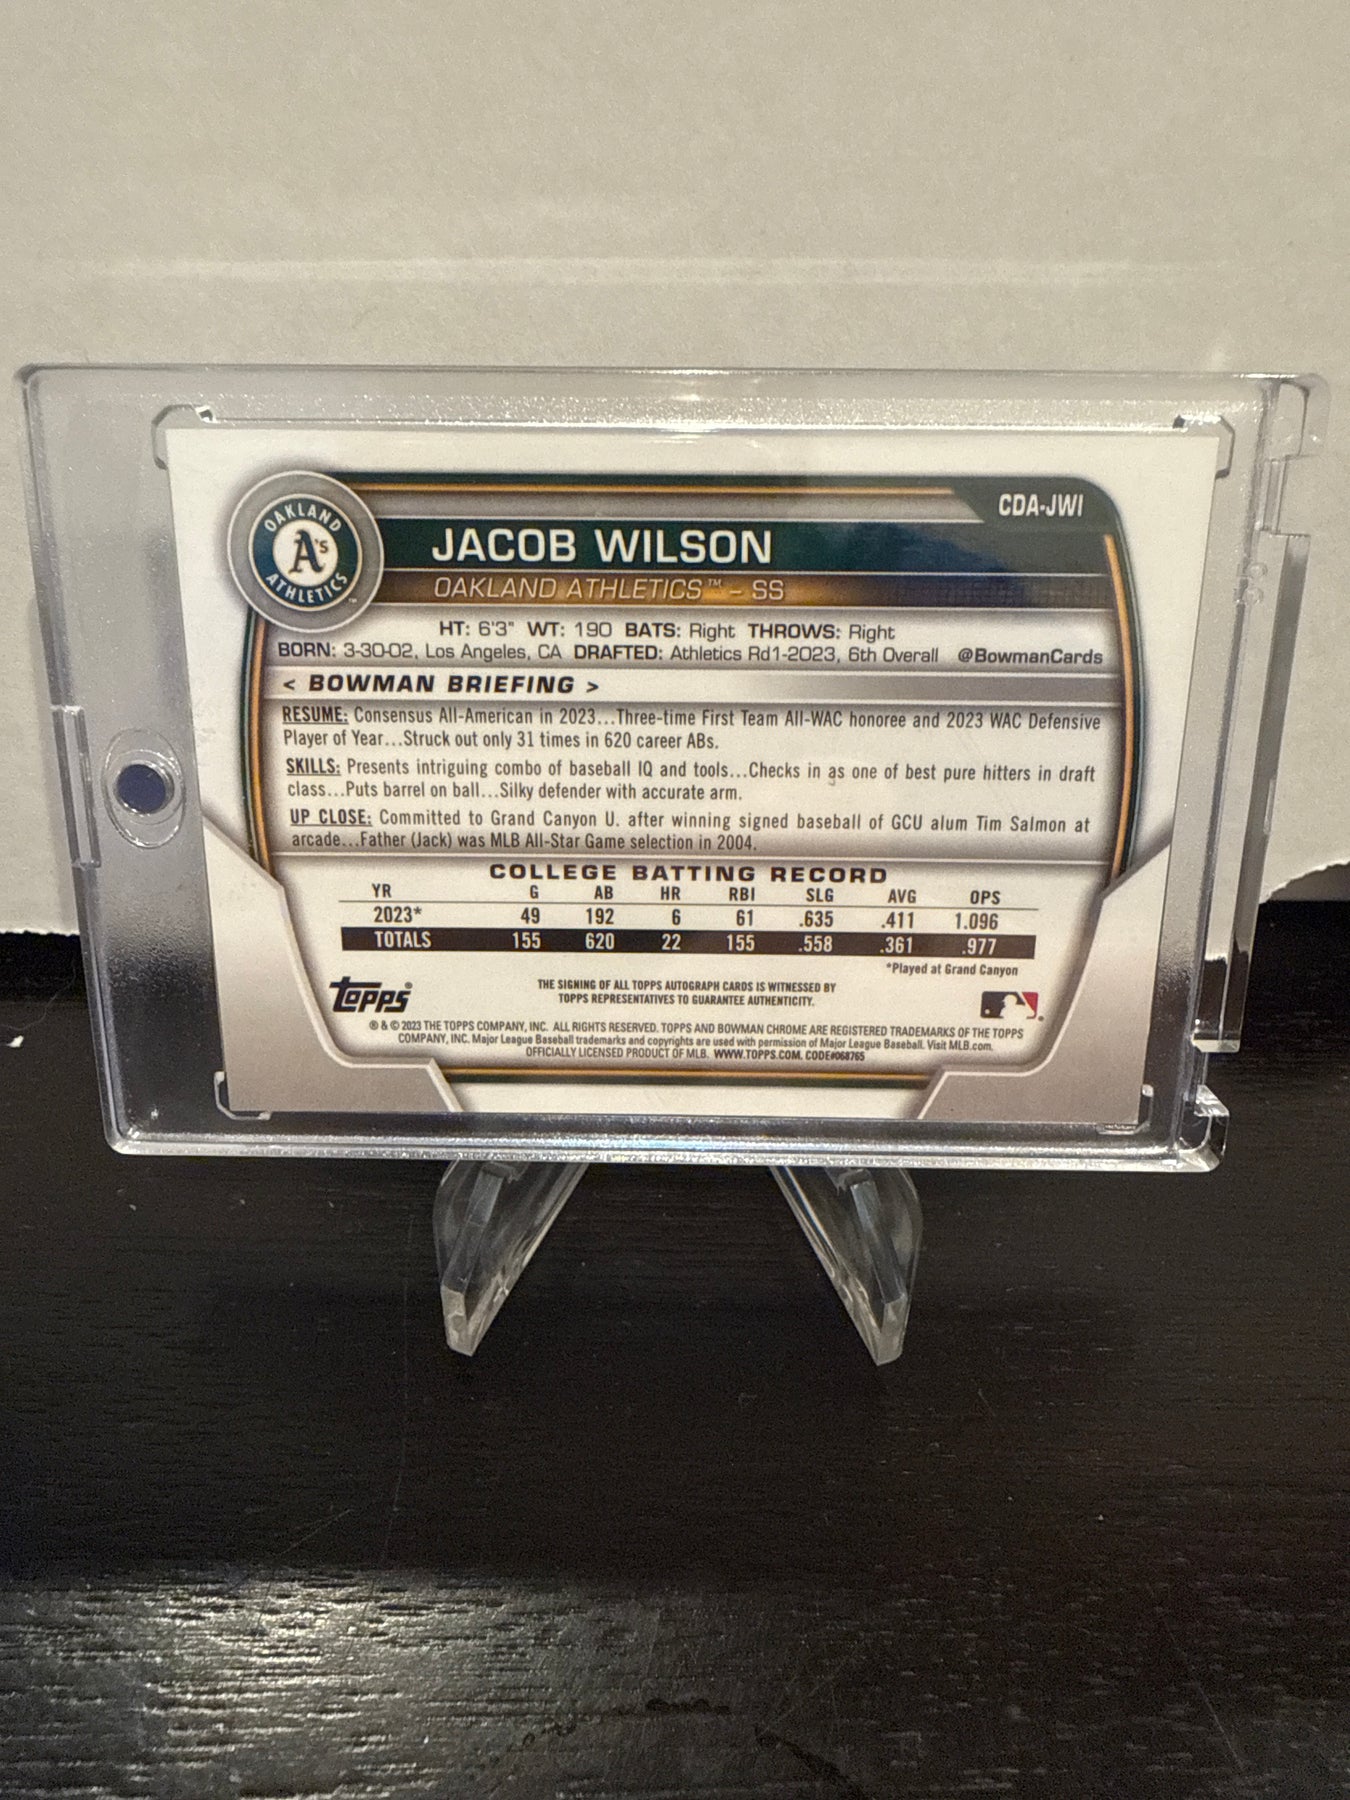 CDA-JWI
OAKLAND A's ATHLETICS™
JACOB WILSON
OAKLAND ATHLETICS™ - SS
HT: 6'3" WT: 190 BATS: Right THROWS: Right
BORN: 3-30-02, Los Angeles, CA DRAFTED: Athletics Rd1-2023, 6th Overall @BowmanCards
< BOWMAN BRIEFING >
RESUME: Consensus All-American in 2023...Three-time First Team All-WAC honoree and 2023 WAC Defensive
Player of Year...Struck out only 31 times in 620 career ABs.
SKILLS: Presents intriguing combo of baseball IQ and tools...Checks in as one of best pure hitters in draft
class...Puts barrel on ball...Silky defender with accurate arm.
UP CLOSE: Committed to Grand Canyon U. after winning signed baseball of GCU alum Tim Salmon at
arcade...Father (Jack) was MLB All-Star Game selection in 2004.
COLLEGE BATTING RECORD
YR G AB HR RBI SLG AVG OPS
2023* 49 192 6 61 .635 .411 1.096
TOTALS 155 620 22 155 .558 .361 .977
*Played at Grand Canyon
Topps®
THE SIGNING OF ALL TOPPS AUTOGRAPH CARDS IS WITNESSED BY
TOPPS REPRESENTATIVES TO GUARANTEE AUTHENTICITY.
® & © 2023 THE TOPPS COMPANY, INC. ALL RIGHTS RESERVED. TOPPS AND BOWMAN CHROME ARE REGISTERED TRADEMARKS OF THE TOPPS
COMPANY, INC. Major League Baseball trademarks and copyrights are used with permission of Major League Baseball. Visit MLB.com.
OFFICIALLY LICENSED PRODUCT OF MLB. WWW.TOPPS.COM. CODE#068765